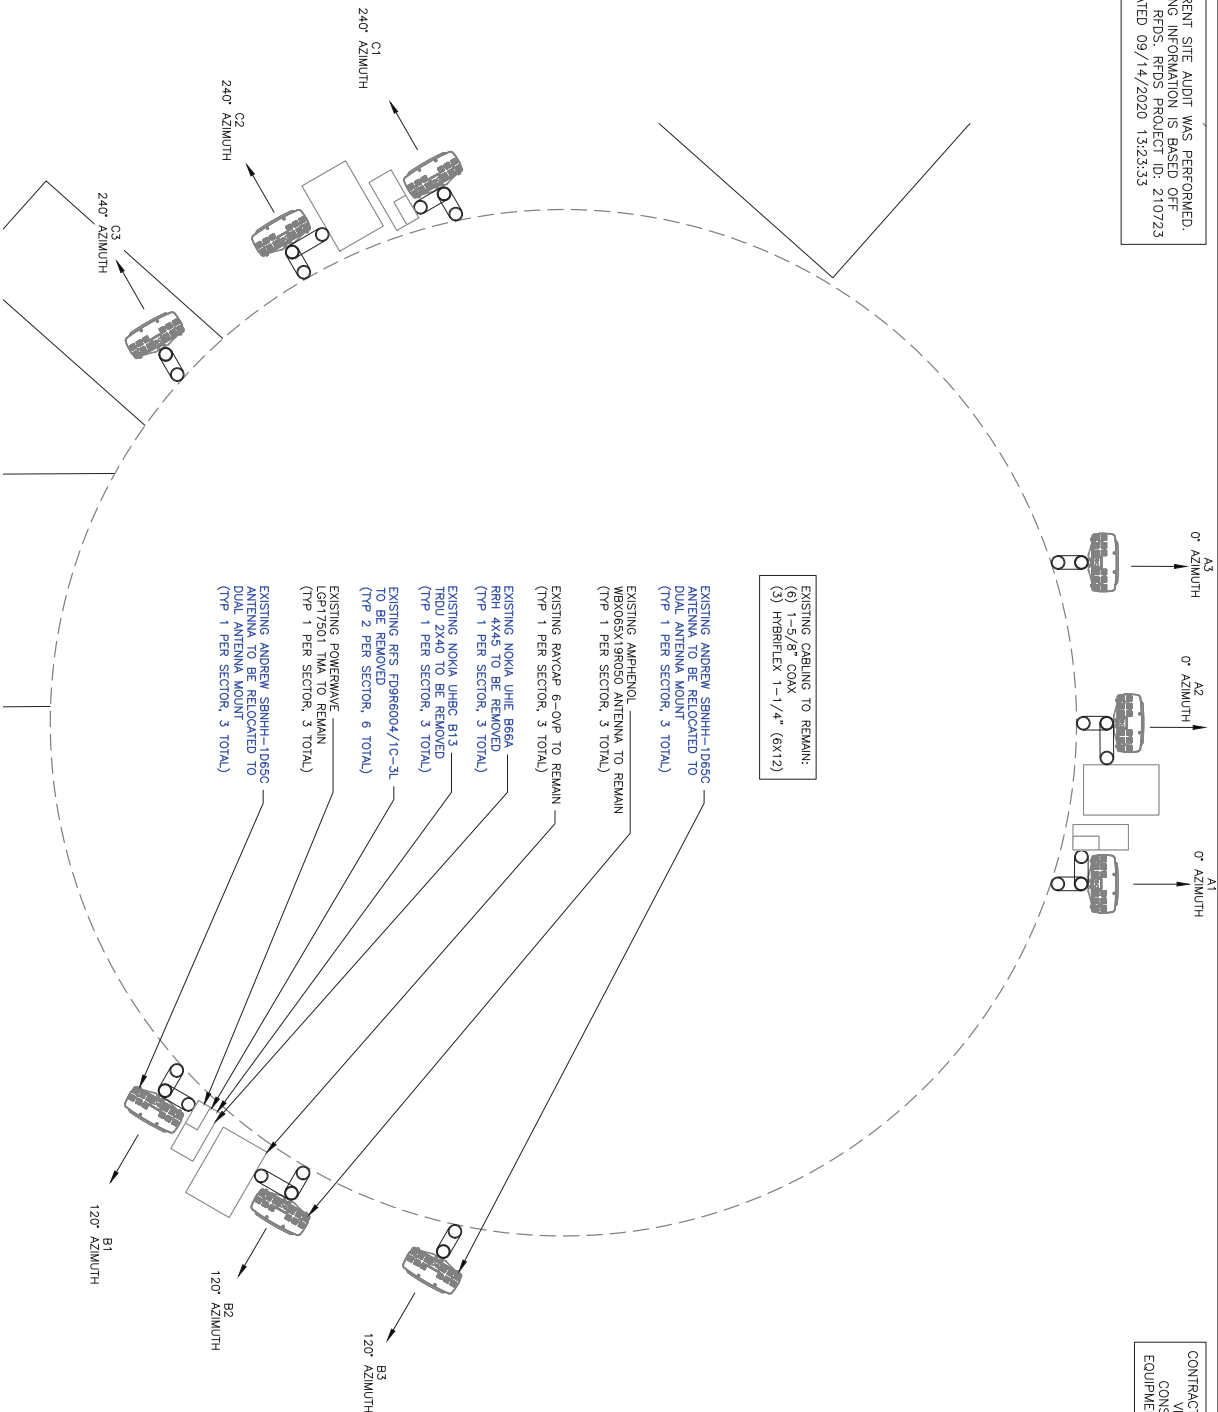 RENT SITE AUDIT WAS PERFORMED.
NG INFORMATION IS BASED OFF
RFDS. RFDS PROJECT ID: 210723
ATED 09/14/2020 13:23:33
CONTRACT
CONS
EQUIPME
A3
0° AZIMUTH
A2
0° AZIMUTH
A1
0° AZIMUTH
C1
240° AZIMUTH
C2
240° AZIMUTH
C3
240° AZIMUTH
EXISTING CABLING TO REMAIN:
(6) 1-5/8" COAX
(3) HYBRIFLEX 1-1/4" (6X12)
EXISTING ANDREW SBNHH-1D65C
ANTENNA TO BE RELOCATED TO
DUAL ANTENNA MOUNT
(TYP 1 PER SECTOR, 3 TOTAL)
EXISTING AMPHENOL
WBX065X19R050 ANTENNA TO REMAIN
(TYP 1 PER SECTOR, 3 TOTAL)
EXISTING RAYCAP 6-OVP TO REMAIN
(TYP 1 PER SECTOR, 3 TOTAL)
EXISTING NOKIA UHIE B66A
RRH 4X45 TO BE REMOVED
(TYP 1 PER SECTOR, 3 TOTAL)
EXISTING NOKIA UHBC B13
TRDU 2X40 TO BE REMOVED
(TYP 1 PER SECTOR, 3 TOTAL)
EXISTING RFS FD9R6004/1C-3L
TO BE REMOVED
(TYP 2 PER SECTOR, 6 TOTAL)
EXISTING POWERWAVE
LGP17501 TMA TO REMAIN
(TYP 1 PER SECTOR, 3 TOTAL)
EXISTING ANDREW SBNHH-1D65C
ANTENNA TO BE RELOCATED TO
DUAL ANTENNA MOUNT
(TYP 1 PER SECTOR, 3 TOTAL)
B3
120° AZIMUTH
B2
120° AZIMUTH
B1
120° AZIMUTH